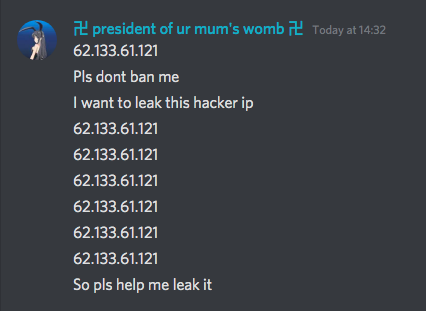 卍 president of ur mum's womb 卍 Today at 14:32
62.133.61.121
Pls dont ban me
I want to leak this hacker ip
62.133.61.121
62.133.61.121
62.133.61.121
62.133.61.121
62.133.61.121
62.133.61.121
So pls help me leak it